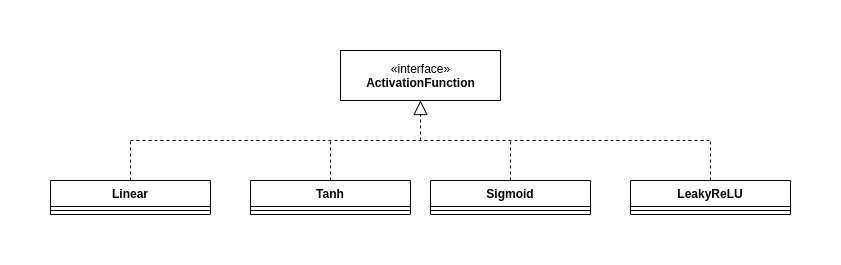 «interface»
ActivationFunction
Linear
Tanh
Sigmoid
LeakyReLU